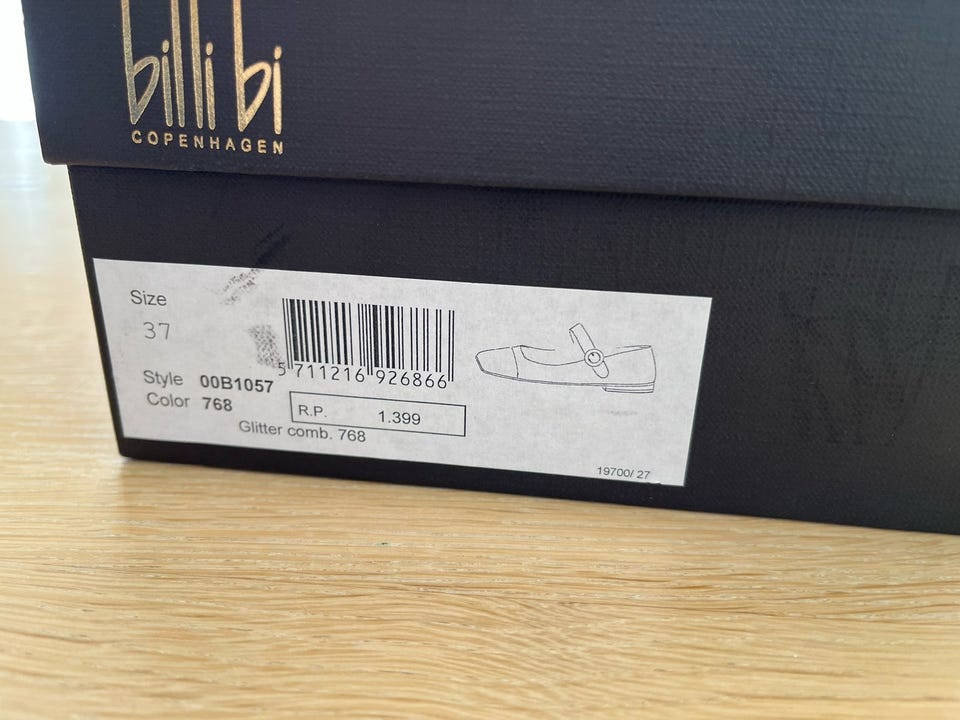 billi bi
COPENHAGEN
Size
37
5 711216 926866
Style 00B1057
Color 768
R.P. 1.399
Glitter comb. 768
19700/ 27